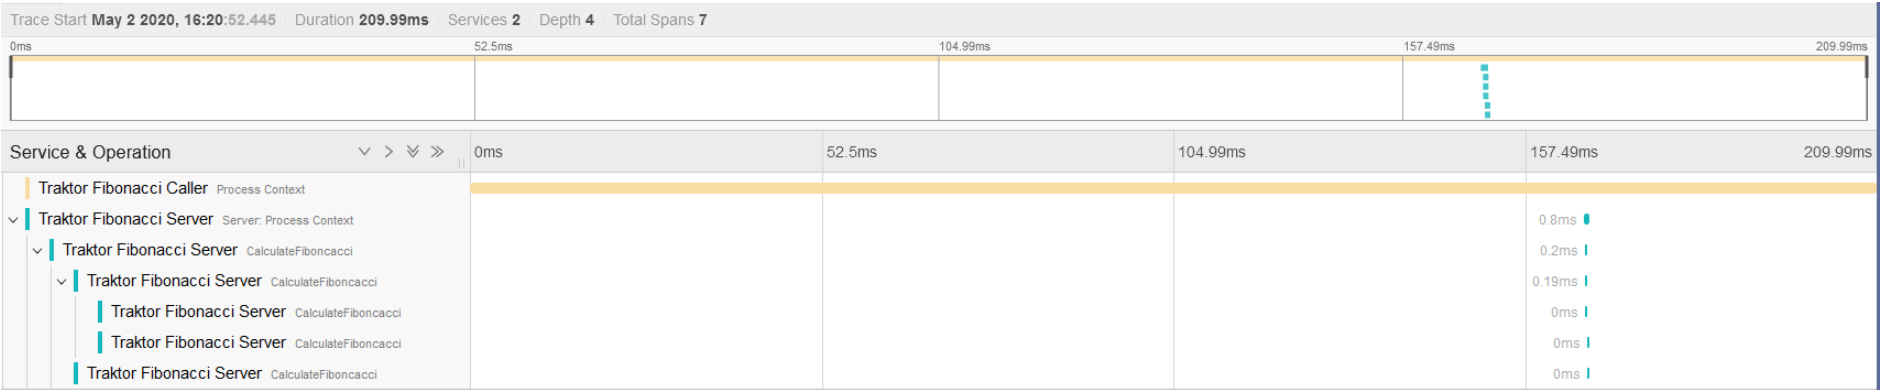 Trace Start May 2 2020, 16:20:52.445 Duration 209.99ms Services 2 Depth 4 Total Spans 7
0ms 52.5ms 104.99ms 157.49ms 209.99ms
Service & Operation 0ms 52.5ms 104.99ms 157.49ms 209.99ms
Traktor Fibonacci Caller Process Context
Traktor Fibonacci Server Server: Process Context 0.8ms
Traktor Fibonacci Server CalculateFiboncacci 0.2ms
Traktor Fibonacci Server CalculateFiboncacci 0.19ms
Traktor Fibonacci Server CalculateFiboncacci 0ms
Traktor Fibonacci Server CalculateFiboncacci 0ms
Traktor Fibonacci Server CalculateFiboncacci 0ms